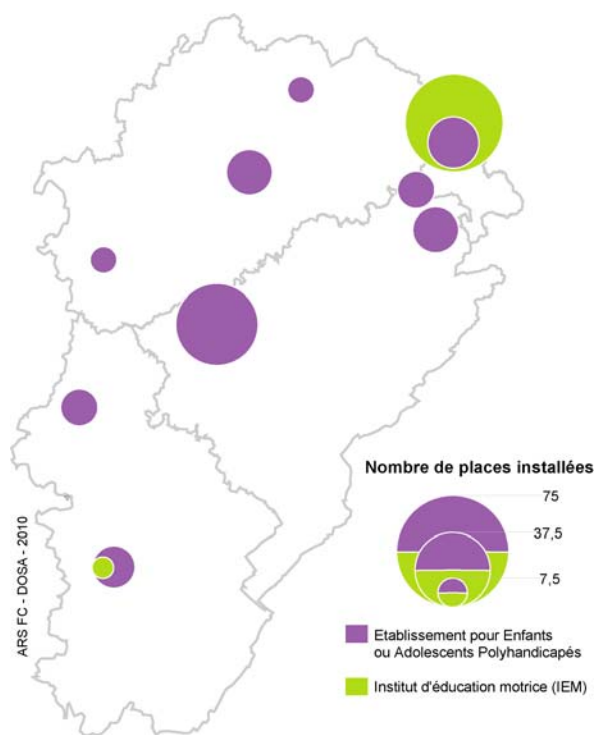 Nombre de places installées
75
37,5
7,5
Etablissement pour Enfants
ou Adolescents Polyhandicapés
Institut d'éducation motrice (IEM)
ARS FC - DOSA - 2010